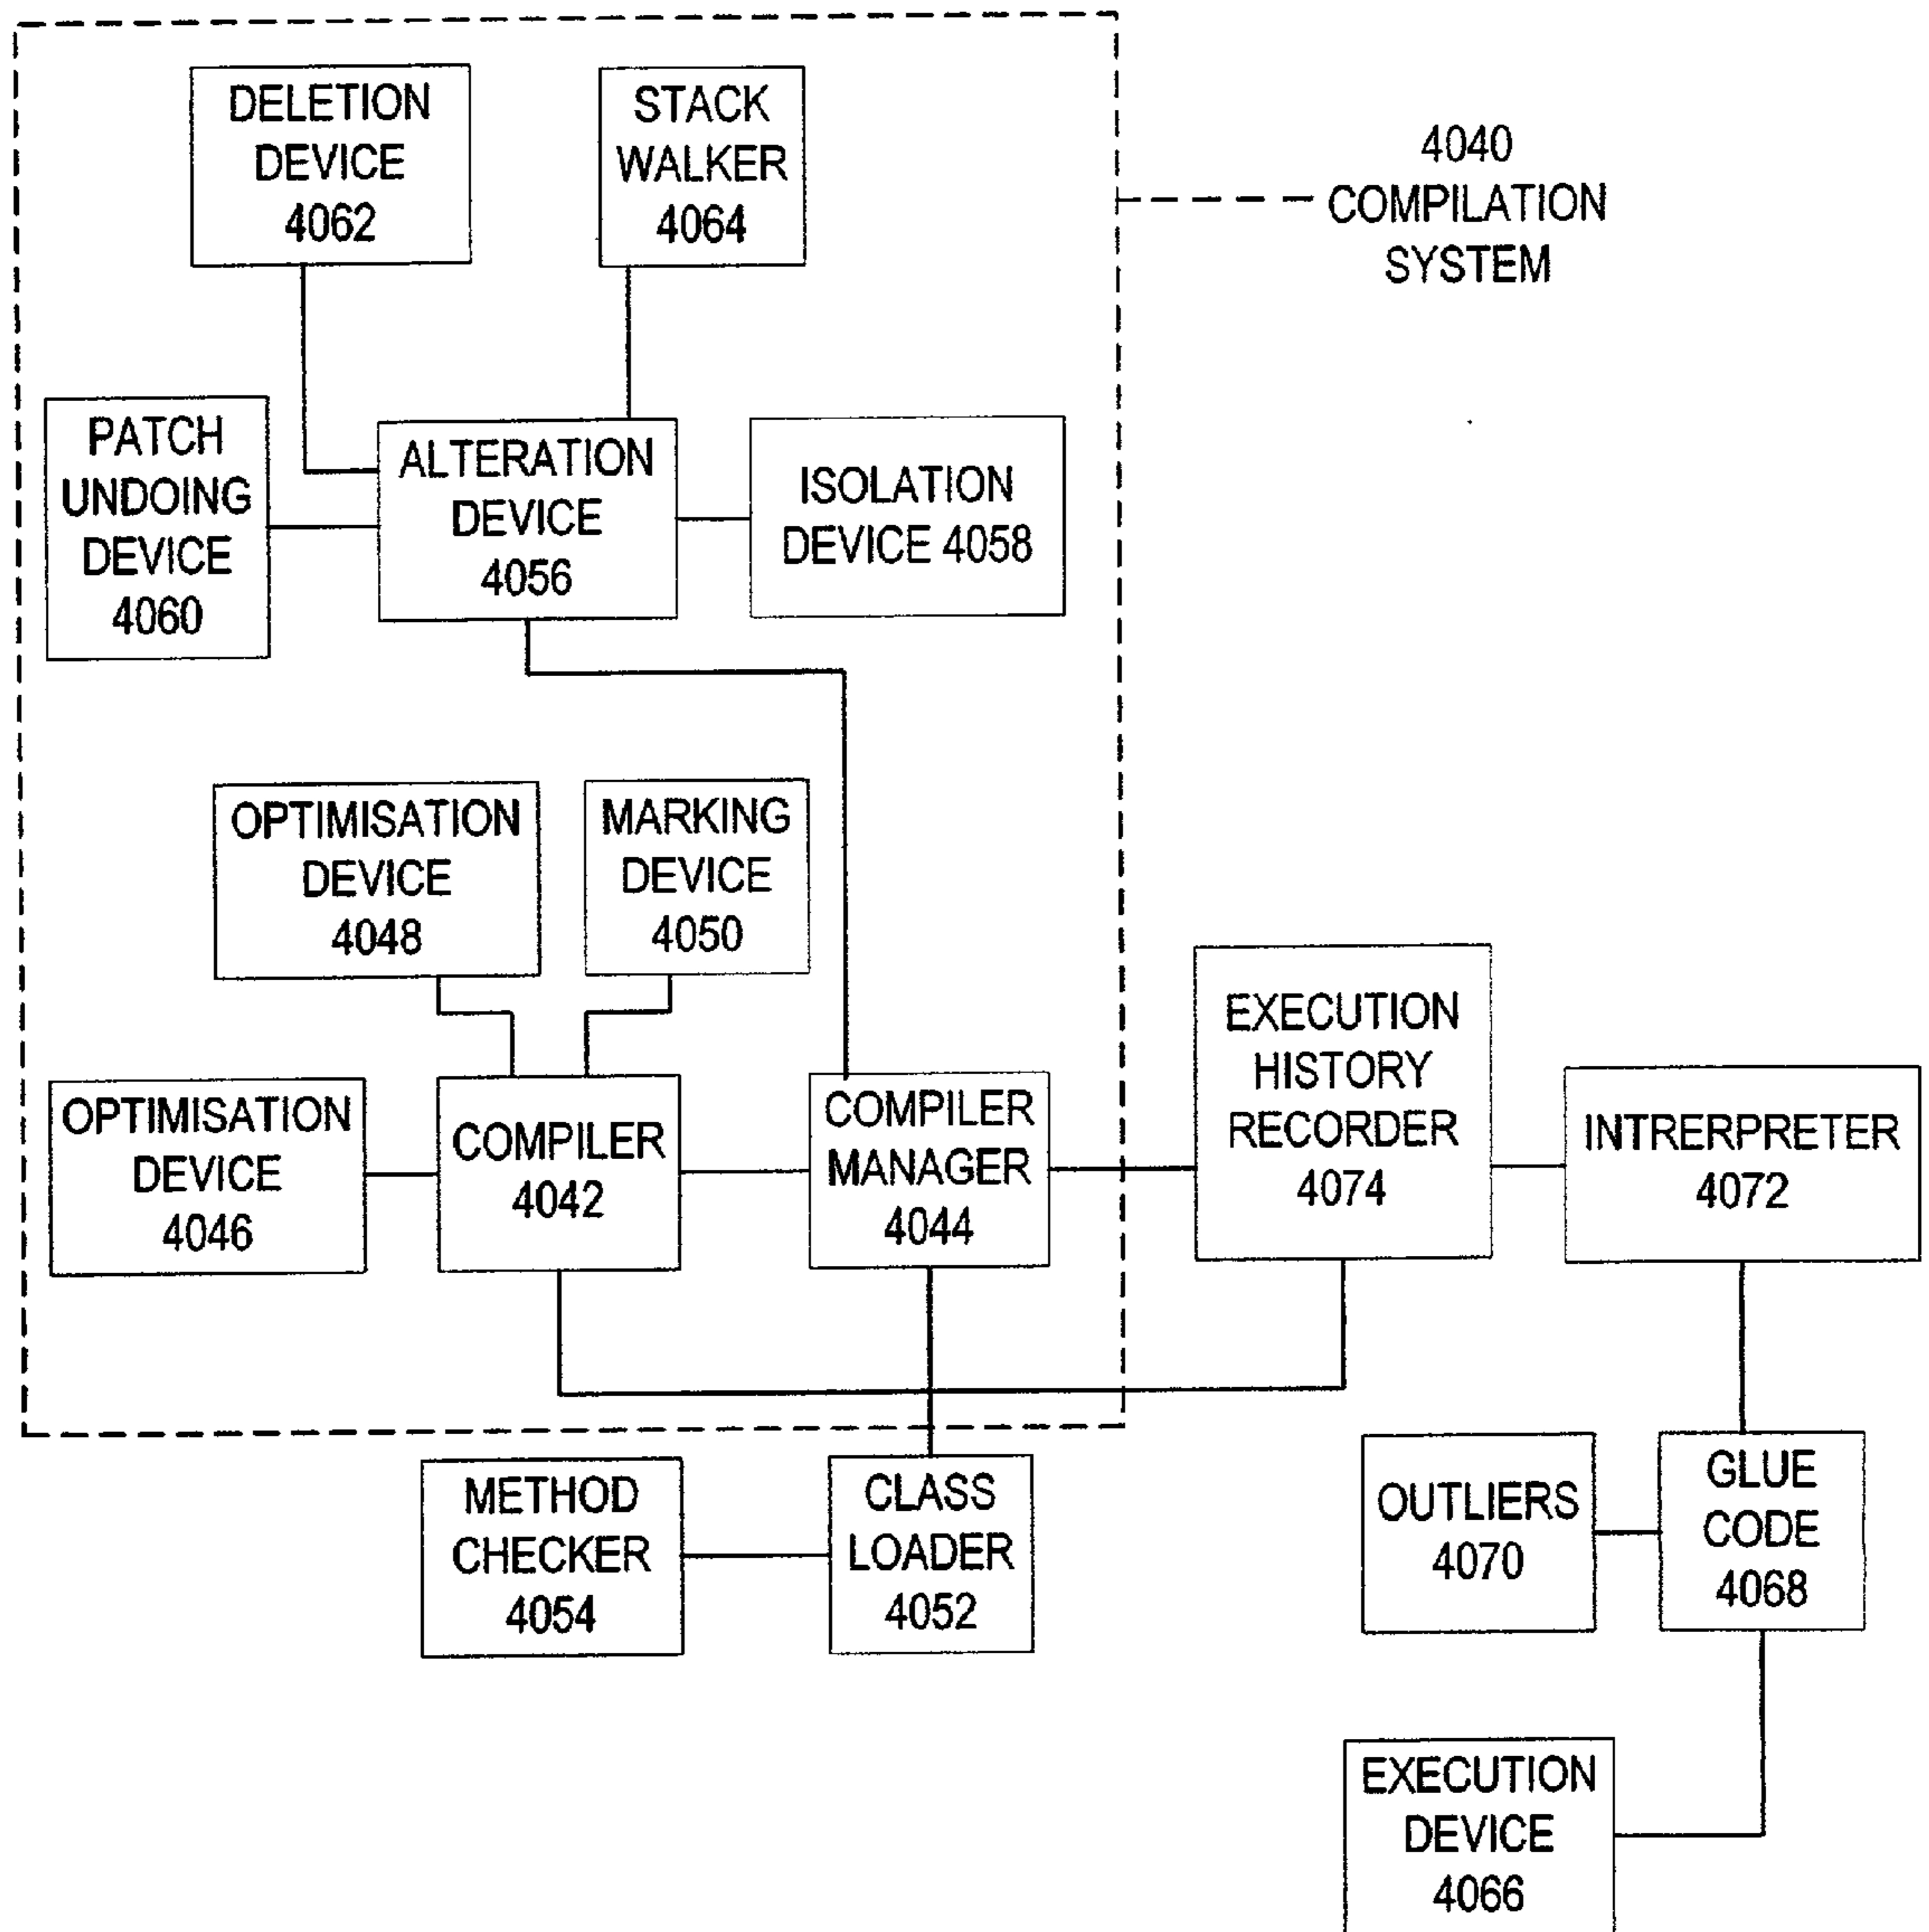 DELETION
DEVICE
4062
STACK
WALKER
4064
4040
COMPILATION
SYSTEM
PATCH
UNDOING
DEVICE
4060
ALTERATION
DEVICE
4056
ISOLATION
DEVICE 4058
OPTIMISATION
DEVICE
4048
MARKING
DEVICE
4050
OPTIMISATION
DEVICE
4046
COMPILER
4042
COMPILER
MANAGER
4044
EXECUTION
HISTORY
RECORDER
4074
INTRERPRETER
4072
METHOD
CHECKER
4054
CLASS
LOADER
4052
OUTLIERS
4070
GLUE
CODE
4068
EXECUTION
DEVICE
4066